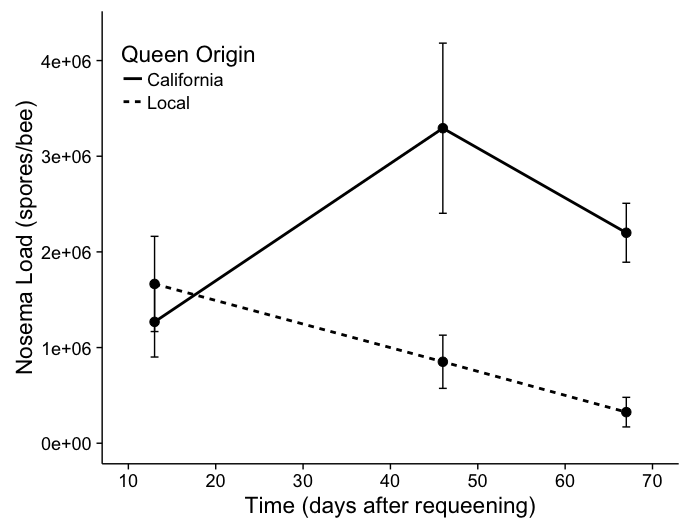 Queen Origin
California
Local
Nosema Load (spores/bee)
4e+06
3e+06
2e+06
1e+06
0e+00
10 20 30 40 50 60 70
Time (days after requeening)